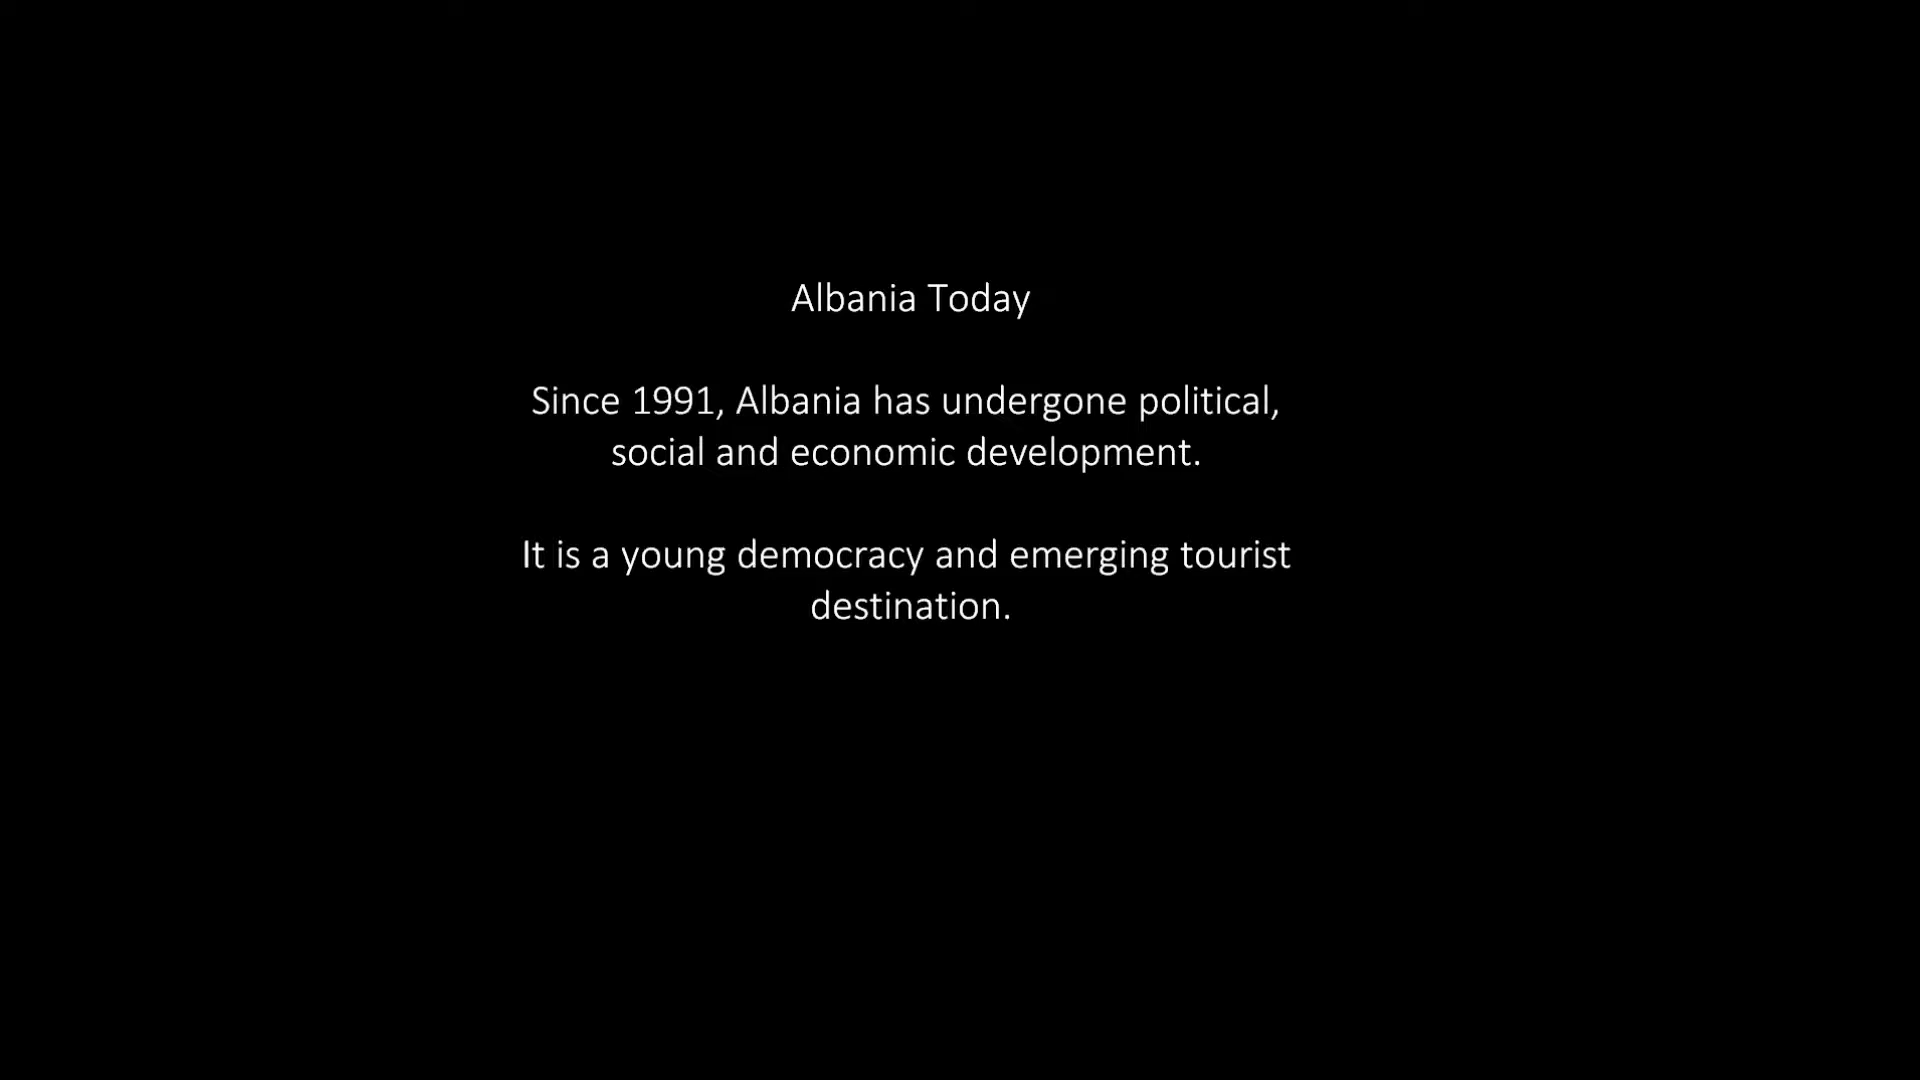 Albania Today
Since 1991, Albania has undergone political,
social and economic development.
It is a young democracy and emerging tourist
destination.